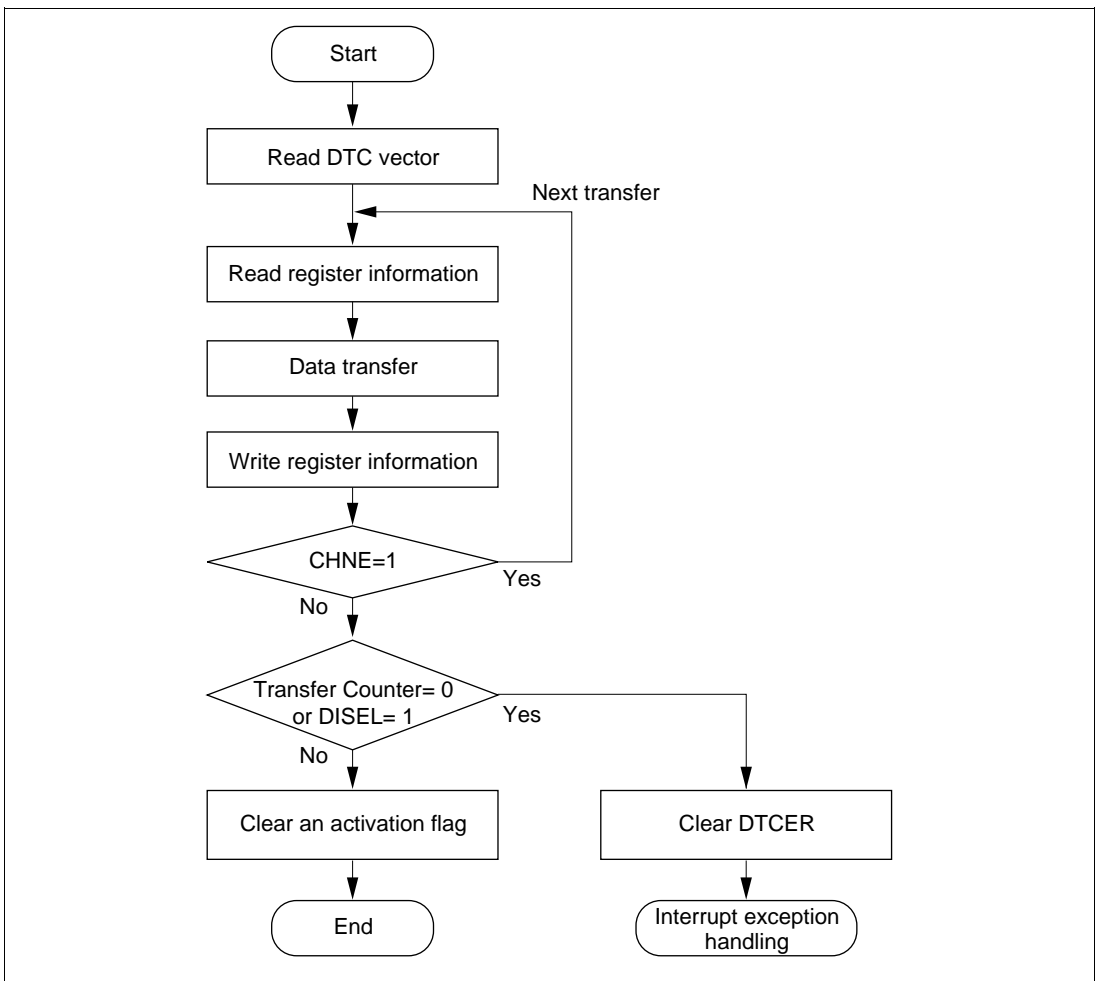 Start
Read DTC vector
Next transfer
Read register information
Data transfer
Write register information
CHNE=1
Yes
No
Transfer Counter= 0
or DISEL= 1
Yes
No
Clear an activation flag
Clear DTCER
End
Interrupt exception
handling